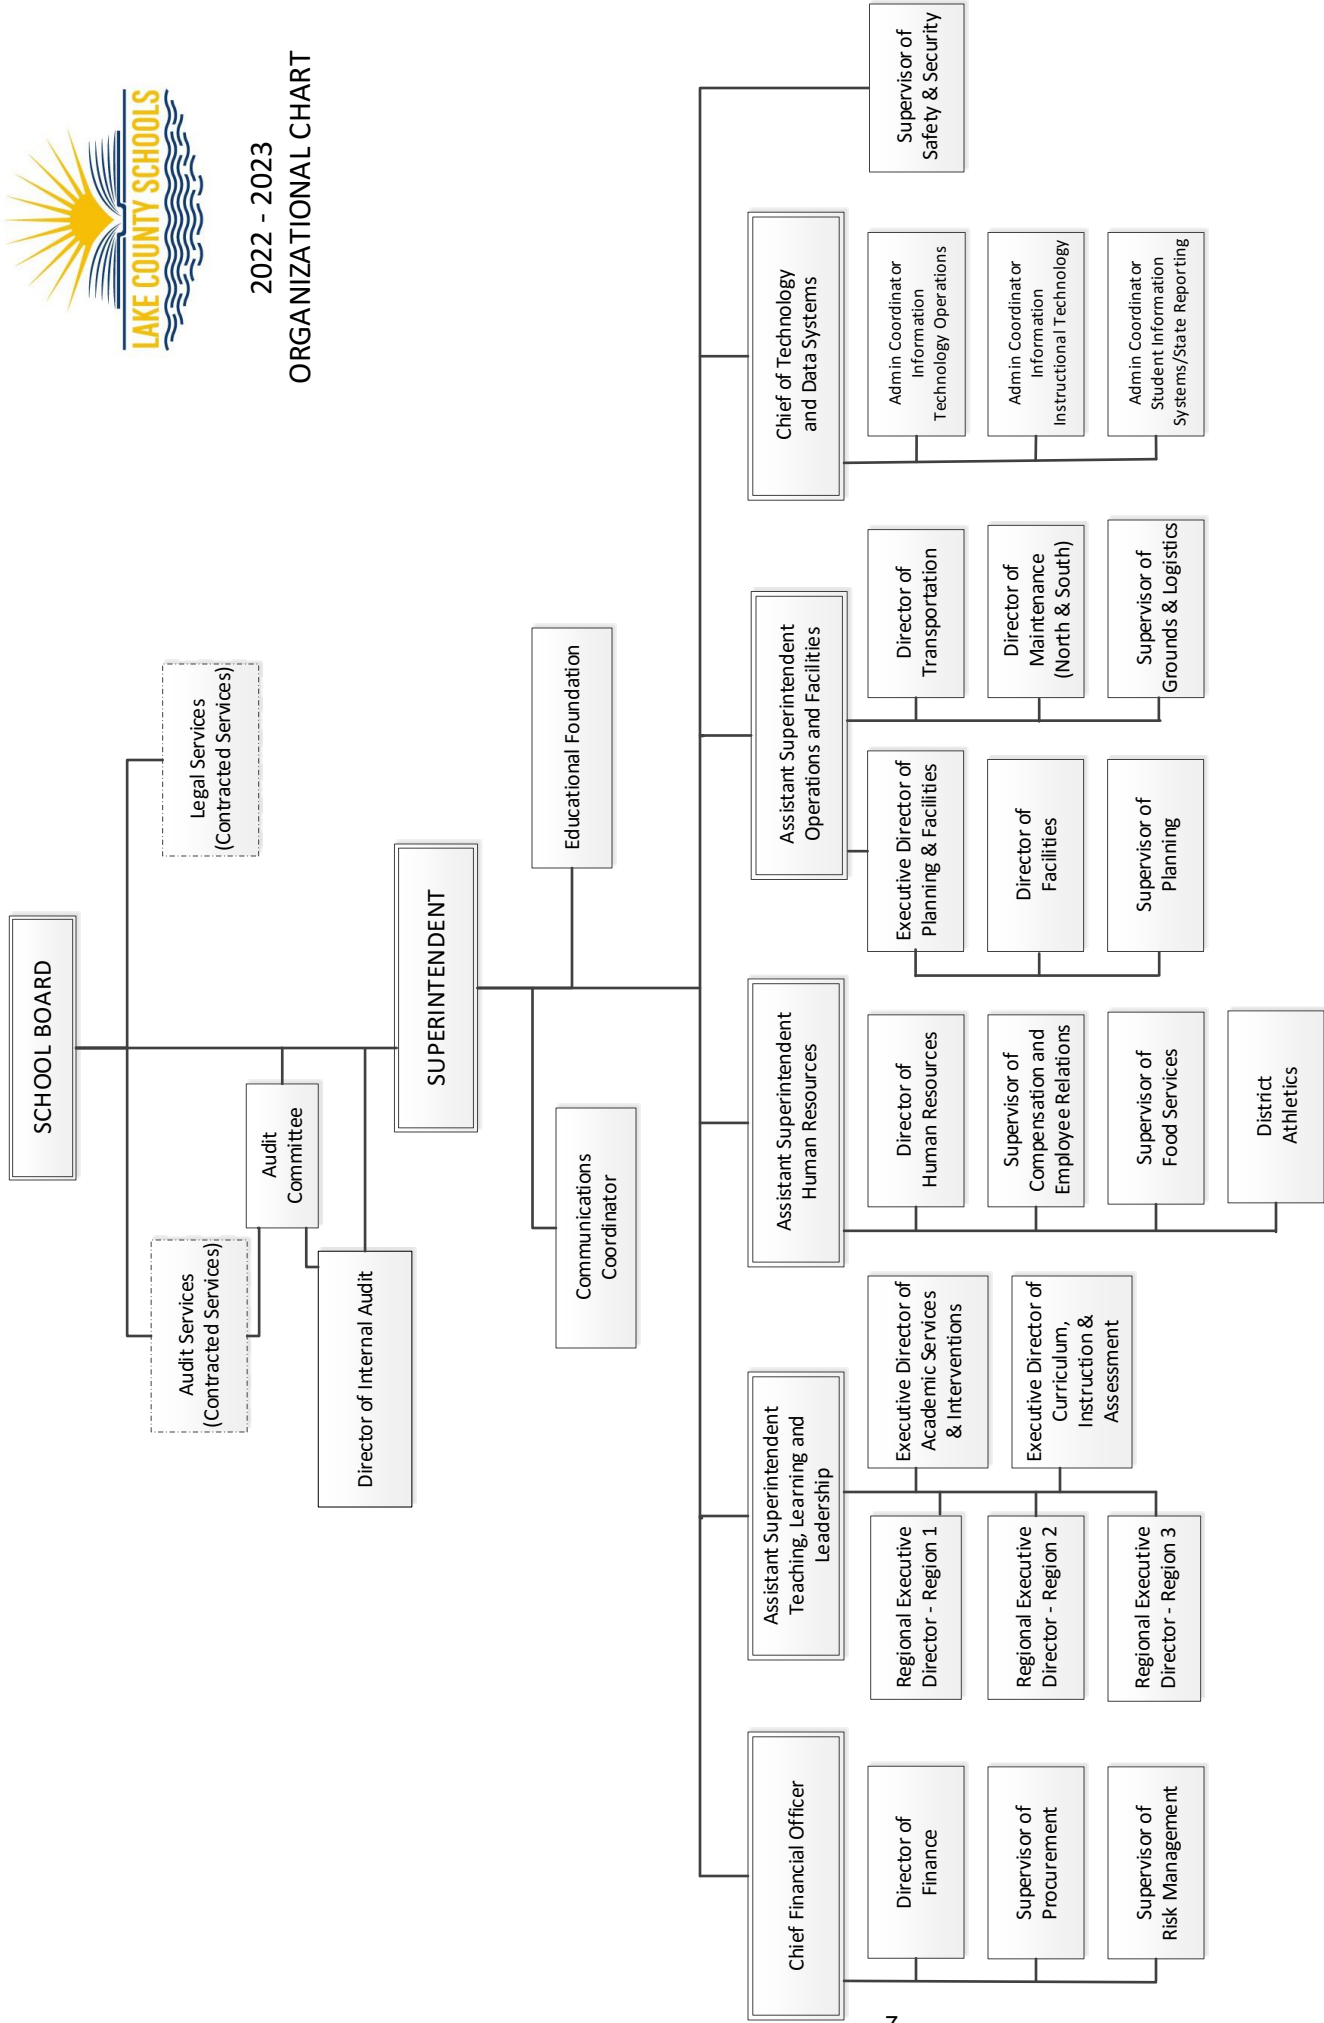 LAKE COUNTY SCHOOLS
2022 - 2023
ORGANIZATIONAL CHART
SCHOOL BOARD
Audit Services
(Contracted Services)
Legal Services
(Contracted Services)
Audit
Committee
Director of Internal Audit
SUPERINTENDENT
Communications
Coordinator
Educational Foundation
Chief Financial Officer
Director of
Finance
Supervisor of
Procurement
Supervisor of
Risk Management
Assistant Superintendent
Teaching, Learning and
Leadership
Regional Executive
Director - Region 1
Regional Executive
Director - Region 2
Regional Executive
Director - Region 3
Executive Director of
Academic Services
& Interventions
Executive Director of
Curriculum,
Instruction &
Assessment
Assistant Superintendent
Human Resources
Director of
Human Resources
Supervisor of
Compensation and
Employee Relations
Supervisor of
Food Services
District
Athletics
Assistant Superintendent
Operations and Facilities
Executive Director of
Planning & Facilities
Director of
Facilities
Supervisor of
Planning
Director of
Transportation
Director of
Maintenance
(North & South)
Supervisor of
Grounds & Logistics
Chief of Technology
and Data Systems
Admin Coordinator
Information
Technology Operations
Admin Coordinator
Information
Instructional Technology
Admin Coordinator
Student Information
Systems/State Reporting
Supervisor of
Safety & Security
7